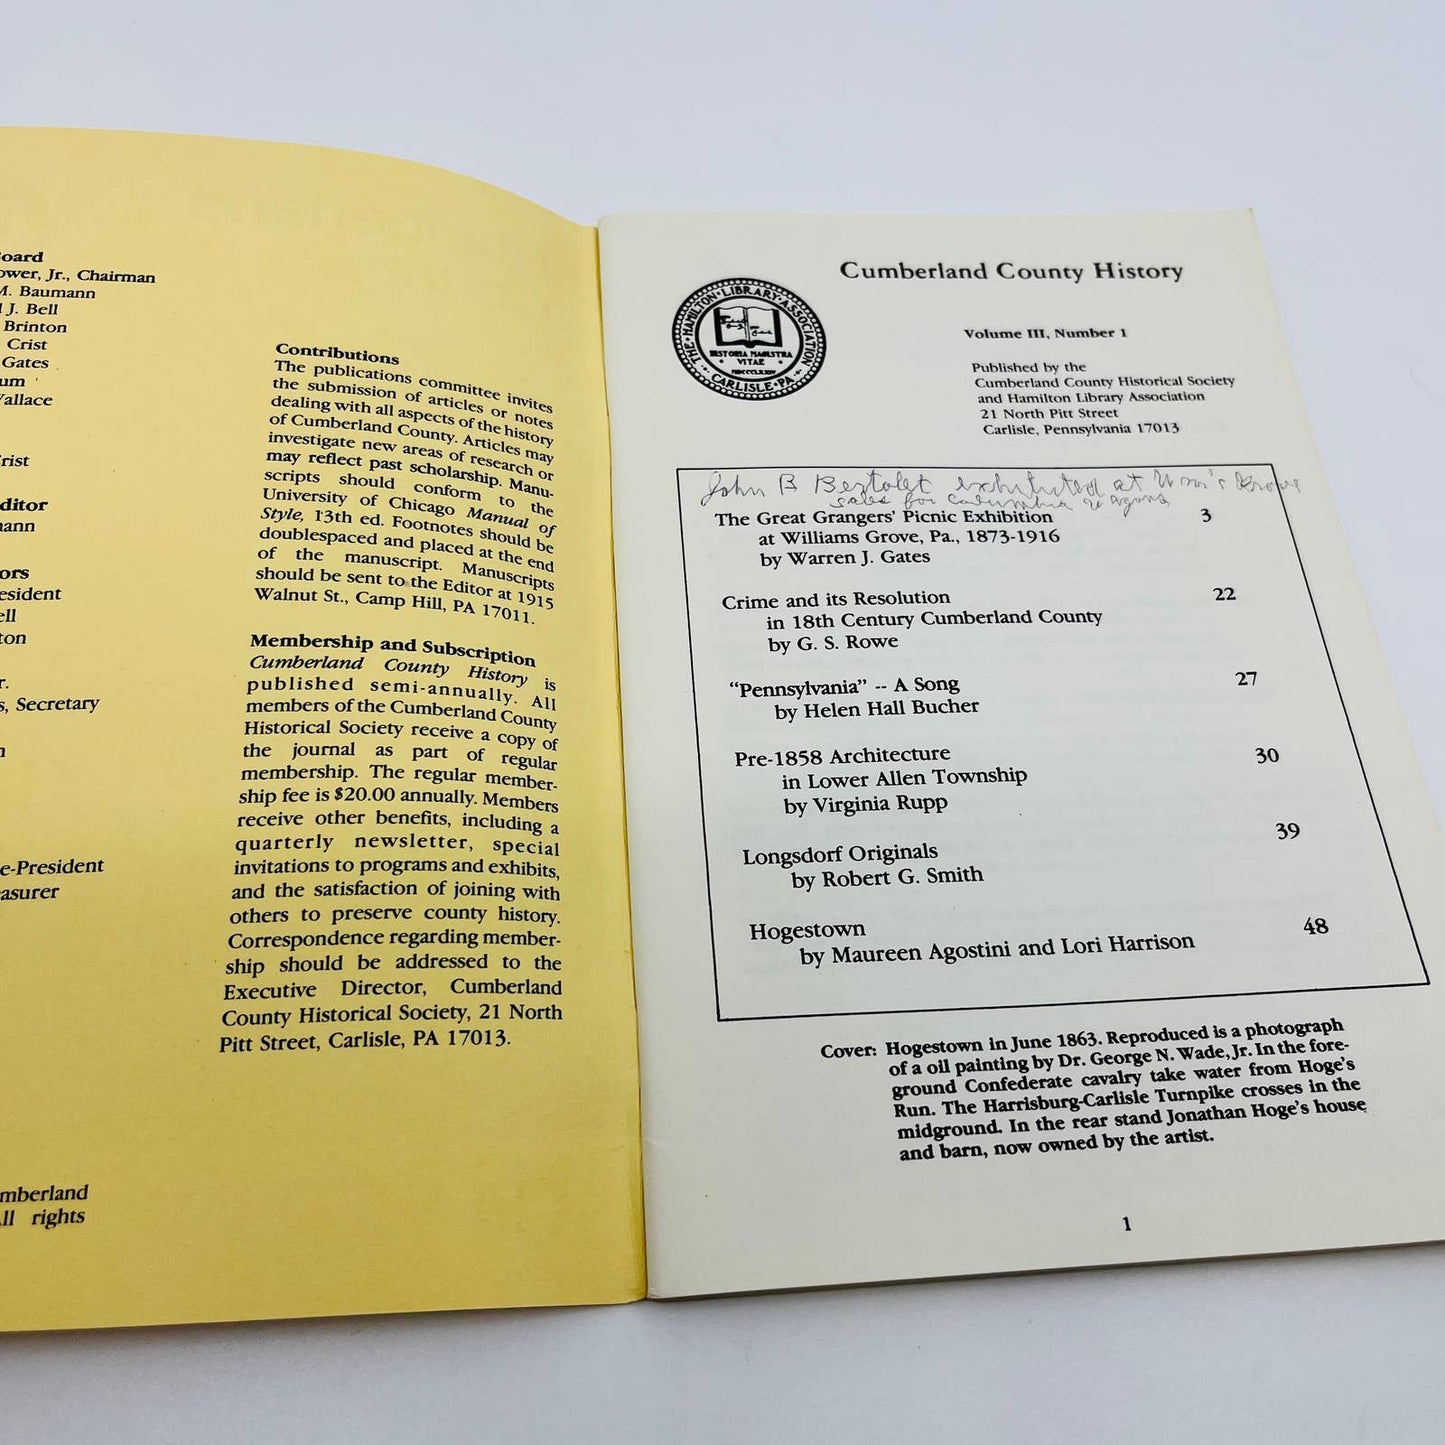 Board
ower, Jr., Chairman
M. Baumann
J. Bell
Brinton
Crist
Gates
um
Wallace
rist
ditor
mann
ors
esident
ell
ton
r.
s, Secretary
n
e-President
asurer
mberland
All rights
Contributions
The publications committee invites
the submission of articles or notes
dealing with all aspects of the history
of Cumberland County. Articles may
investigate new areas of research or
may reflect past scholarship. Manu-
scripts should conform to the
University of Chicago Manual of
Style, 13th ed. Footnotes should be
doublespaced and placed at the end
of the manuscript. Manuscripts
should be sent to the Editor at 1915
Walnut St., Camp Hill, PA 17011.
Membership and Subscription
Cumberland County History is
published semi-annually. All
members of the Cumberland County
Historical Society receive a copy of
the journal as part of regular
membership. The regular member-
ship fee is $20.00 annually. Members
receive other benefits, including a
quarterly newsletter, special
invitations to programs and exhibits,
and the satisfaction of joining with
others to preserve county history.
Correspondence regarding member-
ship should be addressed to the
Executive Director, Cumberland
County Historical Society, 21 North
Pitt Street, Carlisle, PA 17013.
Cumberland County History
THE HAMILTON LIBRARY ASSOCIATION
HISTORIA MAGISTRA
VITAE
MDCCCLXXIV
CARLISLE PA.
Volume III, Number 1
Published by the
Cumberland County Historical Society
and Hamilton Library Association
21 North Pitt Street
Carlisle, Pennsylvania 17013
John B Bertolet exhibited at Wm's Grove
sales for Columbia Wagons
The Great Grangers' Picnic Exhibition 3
at Williams Grove, Pa., 1873-1916
by Warren J. Gates
Crime and its Resolution 22
in 18th Century Cumberland County
by G. S. Rowe
“Pennsylvania” -- A Song 27
by Helen Hall Bucher
Pre-1858 Architecture 30
in Lower Allen Township
by Virginia Rupp
Longsdorf Originals 39
by Robert G. Smith
Hogestown 48
by Maureen Agostini and Lori Harrison
Cover: Hogestown in June 1863. Reproduced is a photograph
of a oil painting by Dr. George N. Wade, Jr. In the fore-
ground Confederate cavalry take water from Hoge's
Run. The Harrisburg-Carlisle Turnpike crosses in the
midground. In the rear stand Jonathan Hoge's house
and barn, now owned by the artist.
1